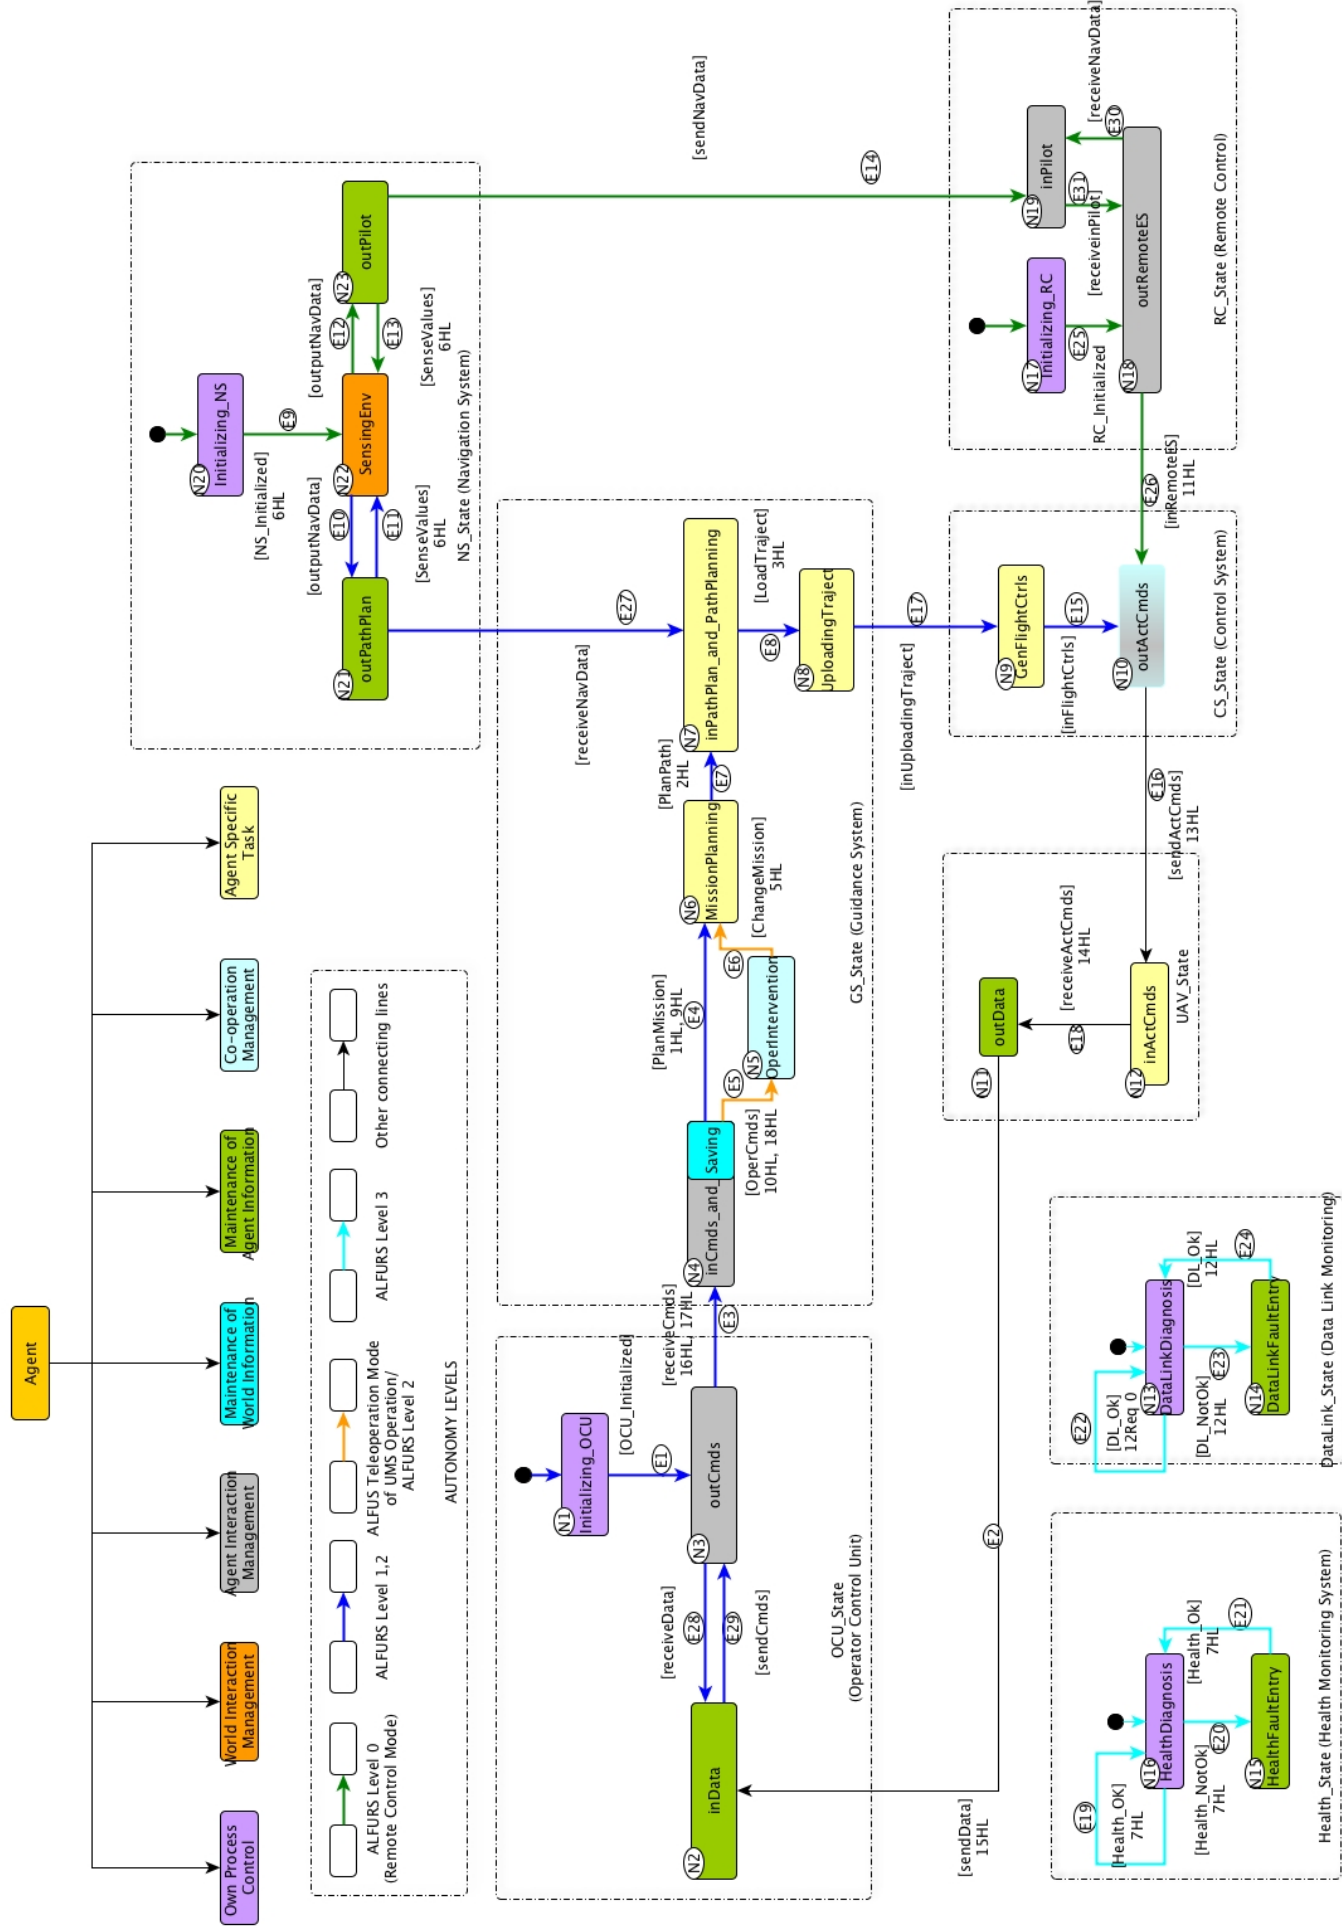 Agent
Own Process
Control
World Interaction
Management
Agent Interaction
Management
Maintenance of
World Information
Maintenance of
Agent Information
Co-operation
Management
Agent Specific
Task
ALFURS Level 0
(Remote Control Mode)
ALFURS Level 1,2
ALFUS Teleoperation Mode
of UMS Operation/
ALFURS Level 2
ALFURS Level 3
Other connecting lines
AUTONOMY LEVELS
N20
Initializing_NS
E9
[NS_Initialized]
6HL
N21
outPathPlan
E10
[outputNavData]
E11
[SenseValues]
6HL
N22
SensingEnv
E12
[outputNavData]
E13
[SenseValues]
6HL
N23
outPilot
NS_State (Navigation System)
E14
[sendNavData]
E27
[receiveNavData]
N1
Initializing_OCU
E1
[OCU_Initialized]
N2
inData
E28
[receiveData]
E29
[sendCmds]
N3
outCmds
OCU_State
(Operator Control Unit)
E3
[receiveCmds]
16HL, 17HL
N4
inCmds_and_
Saving
E4
[PlanMission]
1HL, 9HL
E5
[OperCmds]
10HL, 18HL
N5
OperIntervention
E6
[ChangeMission]
5HL
N6
MissionPlanning
E7
[PlanPath]
2HL
N7
inPathPlan_and_PathPlanning
E8
[LoadTraject]
3HL
N8
UploadingTraject
GS_State (Guidance System)
E17
[inUploadingTraject]
N9
GenFlightCtrls
E15
[inFlightCtrls]
N10
outActCmds
CS_State (Control System)
E26
[inRemoteES]
11HL
N17
Initializing_RC
E25
RC_Initialized
N18
outRemoteES
N19
inPilot
E31
[receiveinPilot]
E30
[receiveNavData]
RC_State (Remote Control)
E16
[sendActCmds]
13HL
N11
outData
E18
[receiveActCmds]
14HL
N12
inActCmds
UAV_State
E2
[sendData]
15HL
N13
DataLinkDiagnosis
E22
[DL_Ok]
12Req 0
E23
[DL_NotOk]
12HL
E24
[DL_Ok]
12HL
N14
DataLinkFaultEntry
DataLink_State (Data Link Monitoring)
N16
HealthDiagnosis
E19
[Health_OK]
7HL
E20
[Health_NotOk]
7HL
E21
[Health_Ok]
7HL
N15
HealthFaultEntry
Health_State (Health Monitoring System)